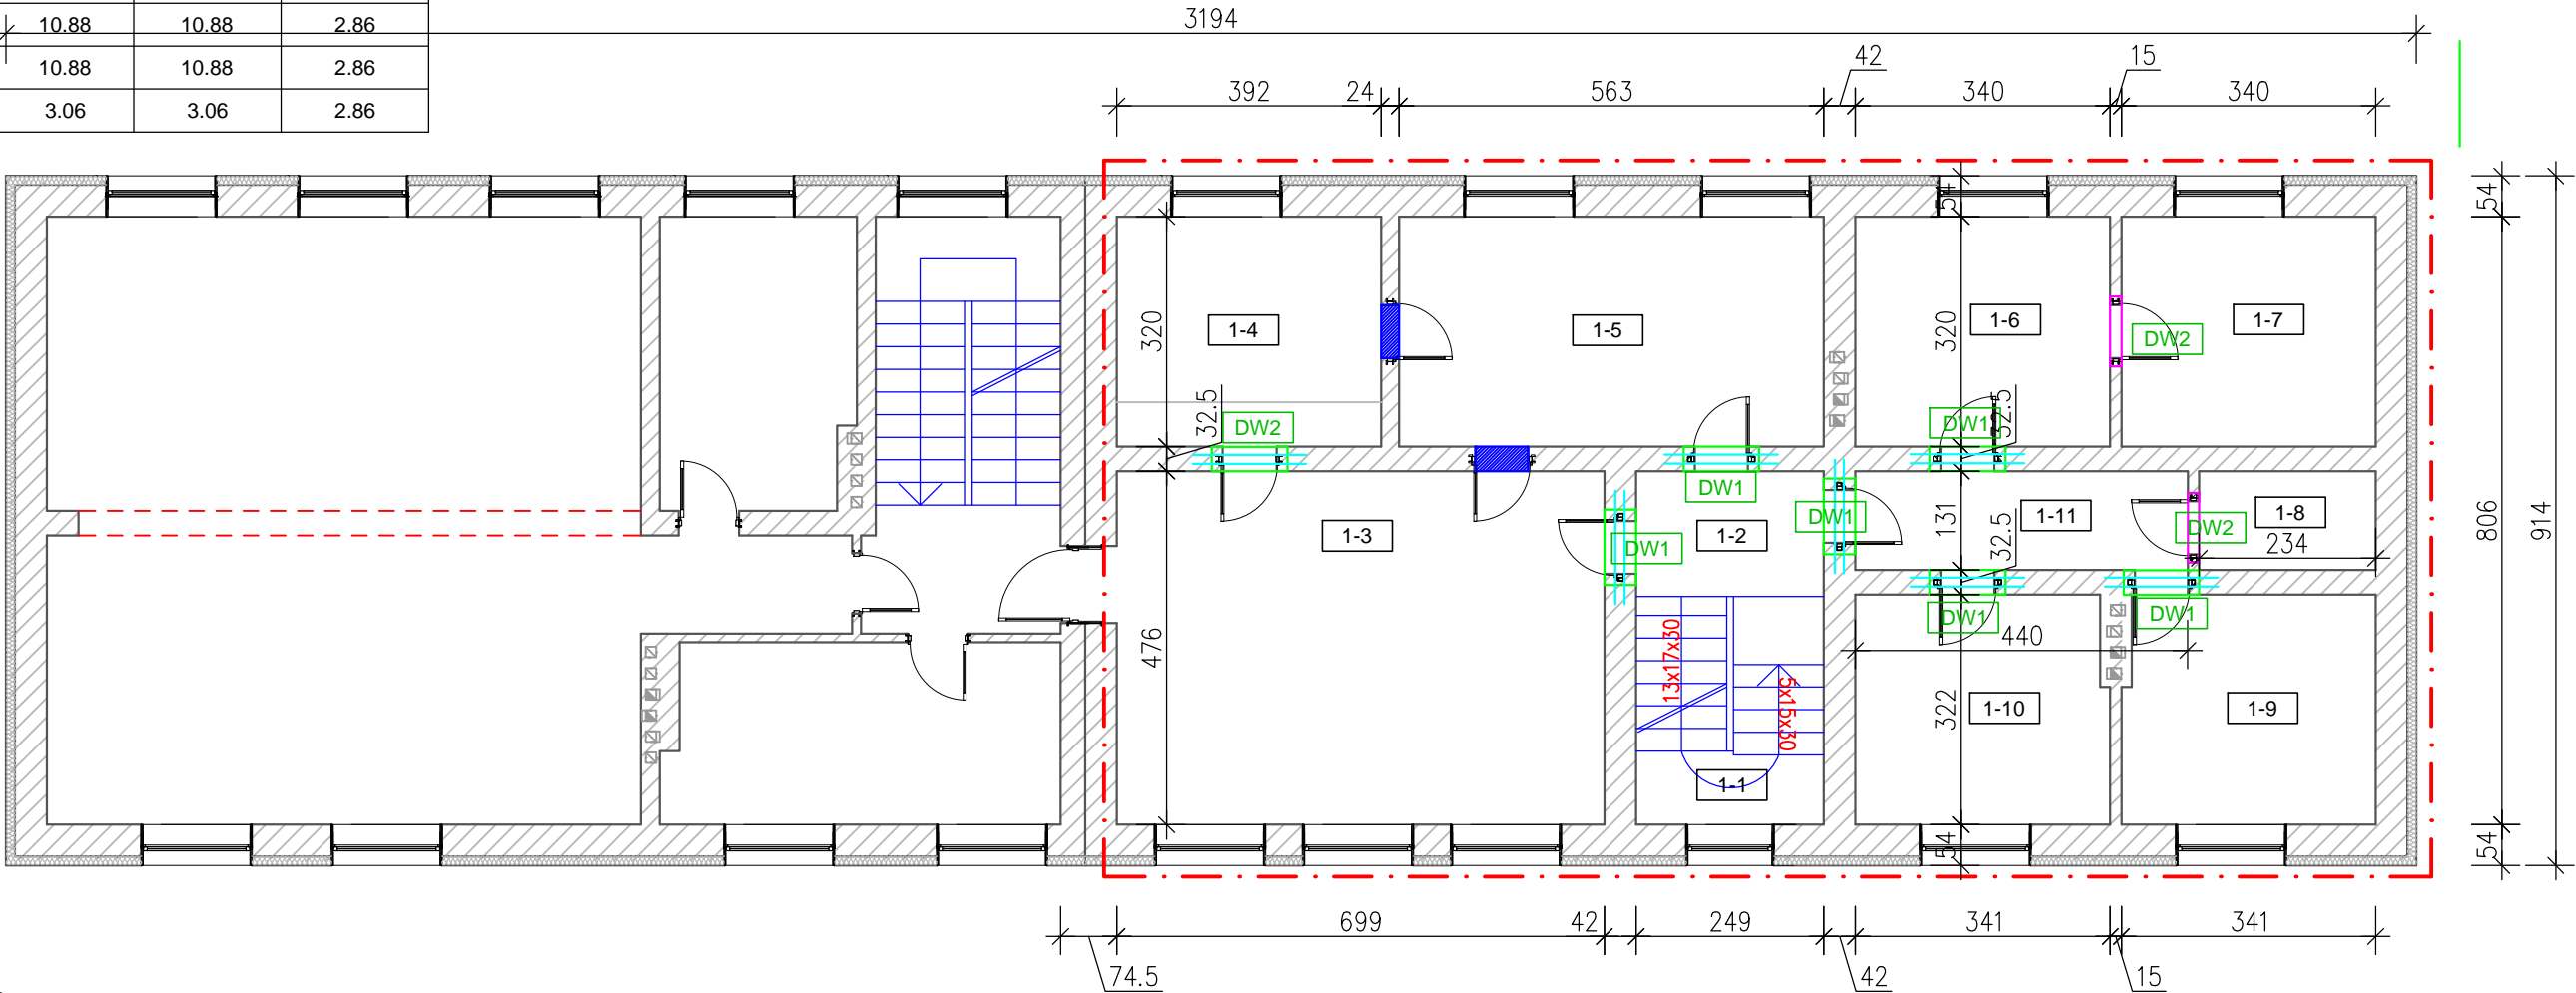 3194
10.88 10.88 2.86
10.88 10.88 2.86
3.06 3.06 2.86
42 15
392 24 563 340 15 340
54 54
1-4 1-5 1-6 1-7
320 320
DW2
32.5 DW2 DW1 32.5
DW1 DW1 1-11 1-8
1-3 DW1 1-2 131 32.5 DW2
234
806 914
DW1 DW1
476 13x17x30 440
5x15x30 322 1-10 1-9
1-1
54 54
699 42 249 341 341
74.5 42 15